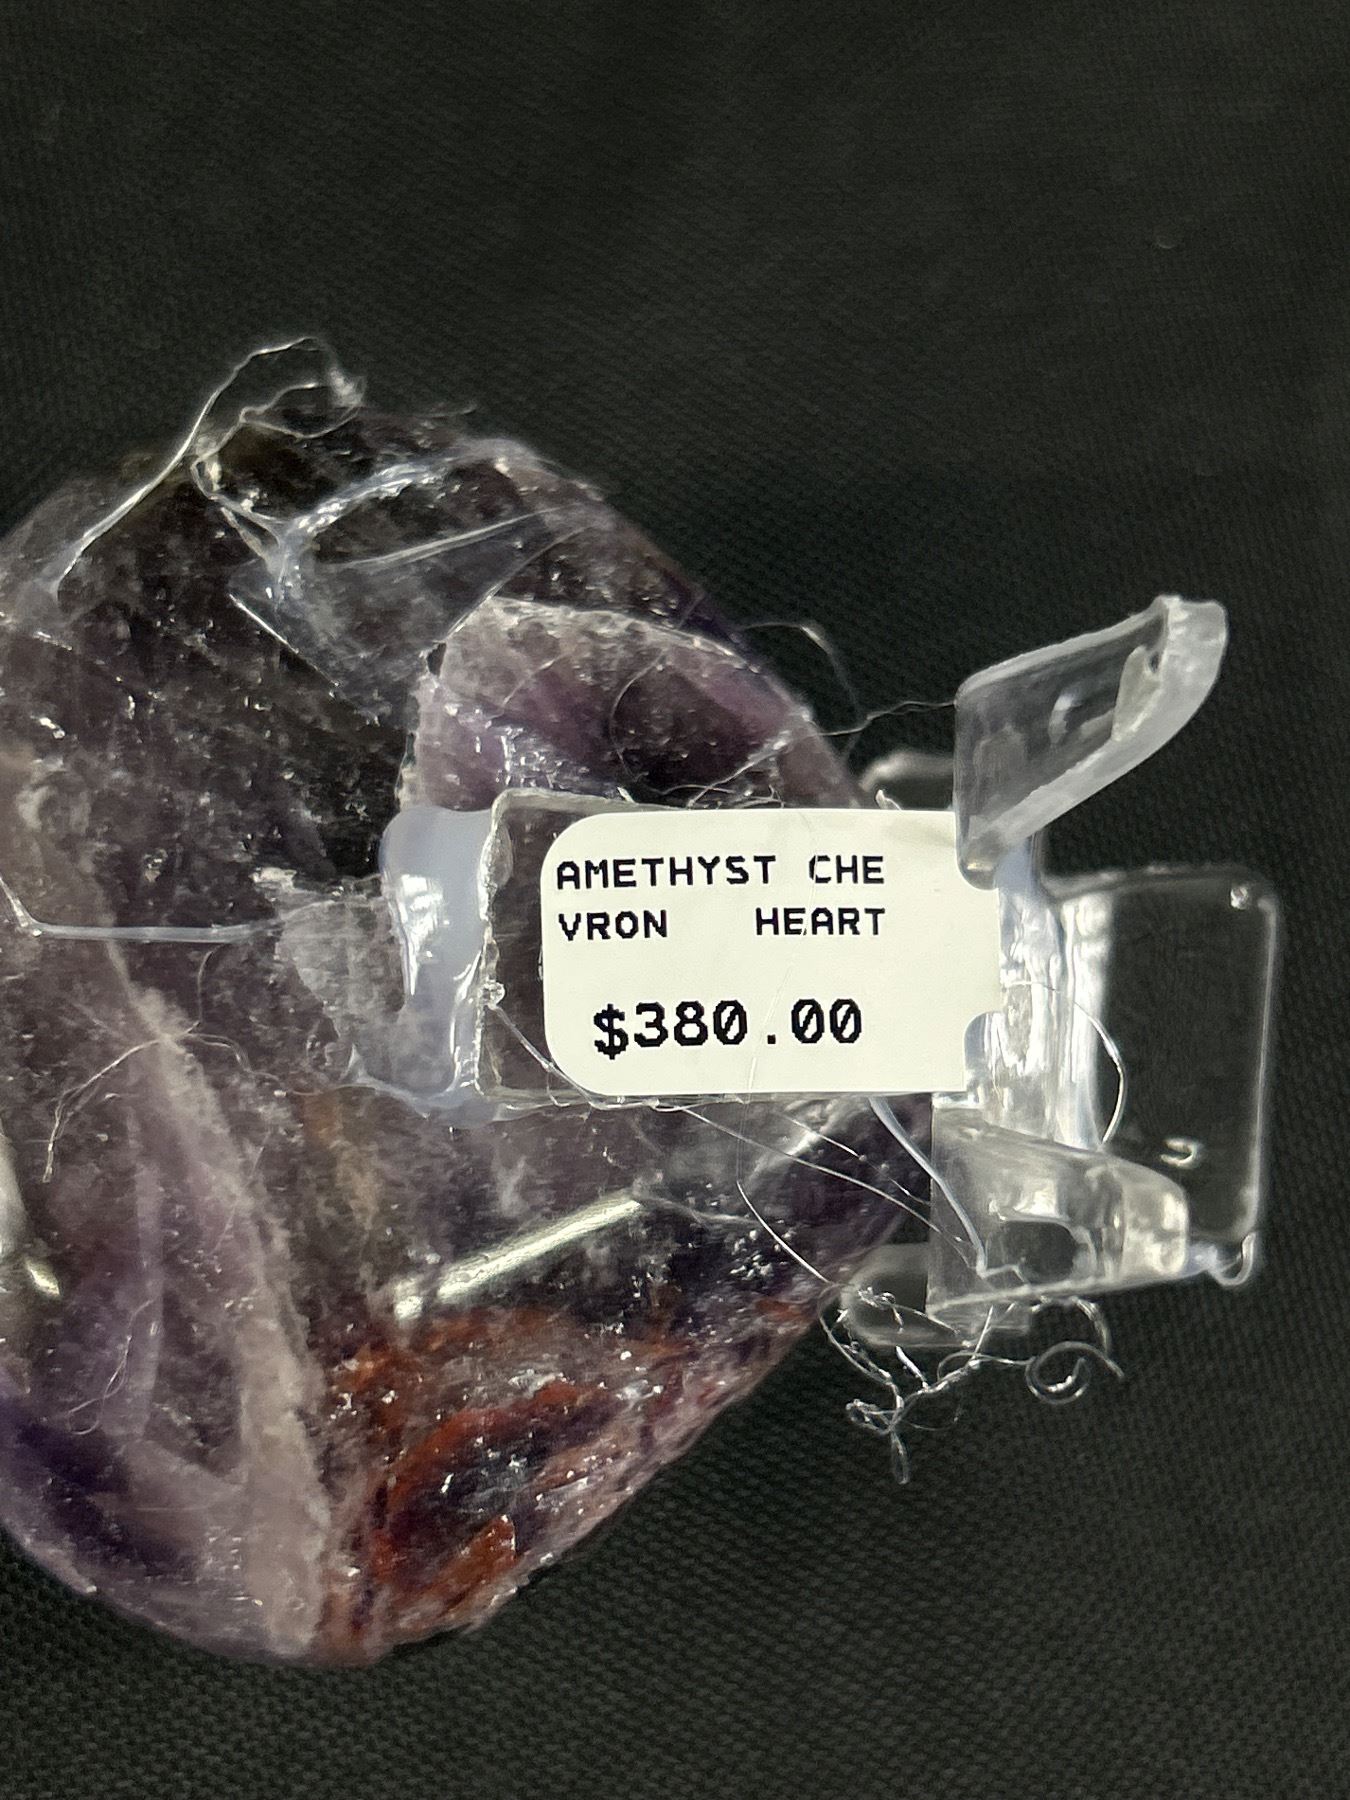 AMETHYST CHE
VRON HEART
$380.00